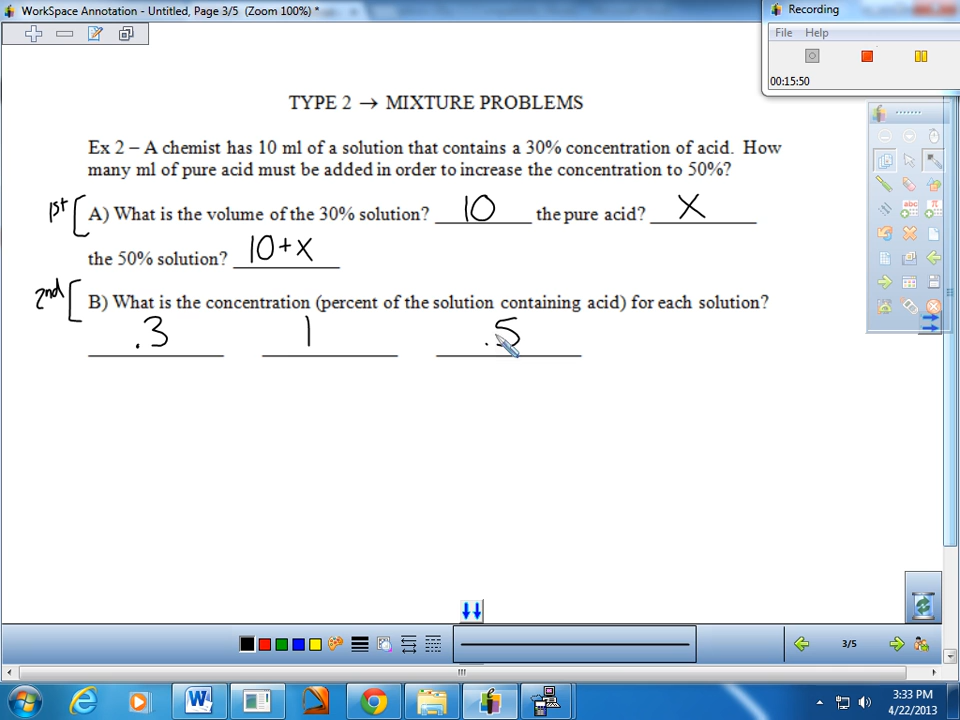 WorkSpace Annotation - Untitled, Page 3/5 (Zoom 100%) *
Recording
File Help
00:15:50
TYPE 2 → MIXTURE PROBLEMS
Ex 2 – A chemist has 10 ml of a solution that contains a 30% concentration of acid. How
many ml of pure acid must be added in order to increase the concentration to 50%?
1st [ A) What is the volume of the 30% solution? 10 the pure acid? X
the 50% solution? 10+X
2nd [ B) What is the concentration (percent of the solution containing acid) for each solution?
.3 1 .5
abc π
3/5
3:33 PM
4/22/2013